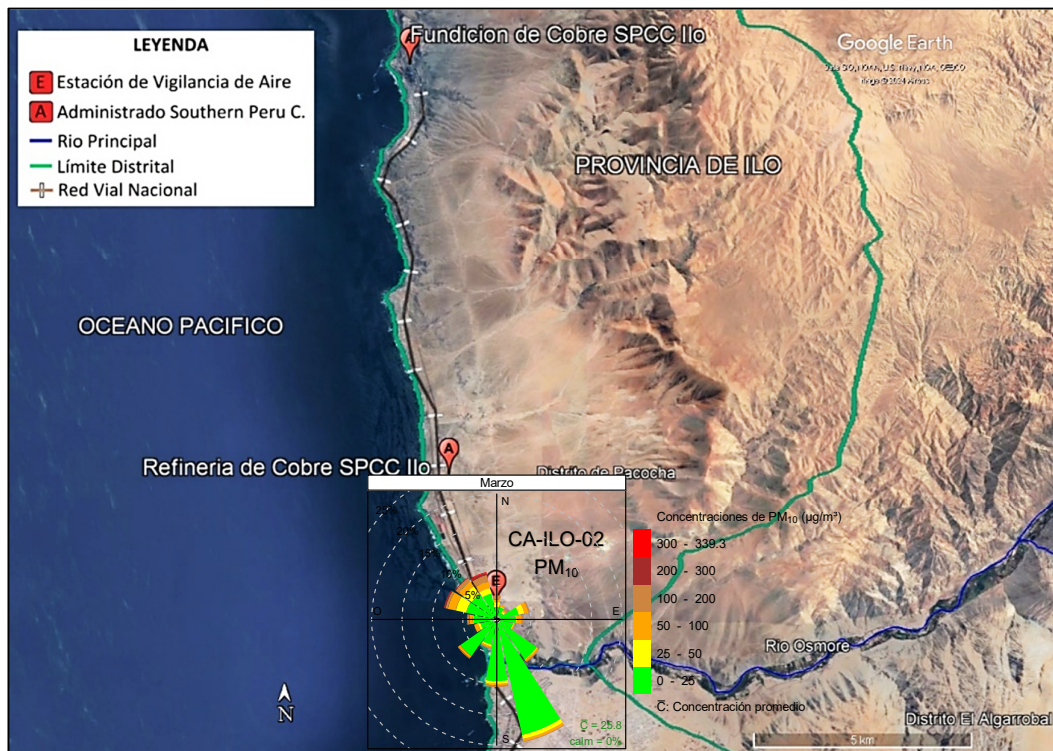 LEYENDA
E Estación de Vigilancia de Aire
A Administrado Southern Peru C.
Rio Principal
Límite Distrital
Red Vial Nacional
Fundicion de Cobre SPCC Ilo
Google Earth
PROVINCIA DE ILO
OCEANO PACIFICO
A
Refineria de Cobre SPCC Ilo
Distrito de Pacocha
Marzo
N
CA-ILO-02
PM₁₀
25%
20%
15%
10%
5%
E
O
E
S
C̅ = 25.8
calm = 0%
Concentraciones de PM₁₀ (µg/m³)
300 - 339.3
200 - 300
100 - 200
50 - 100
25 - 50
0 - 25
C̅: Concentración promedio
Rio Osmore
Distrito El Algarrobal
5 km
N